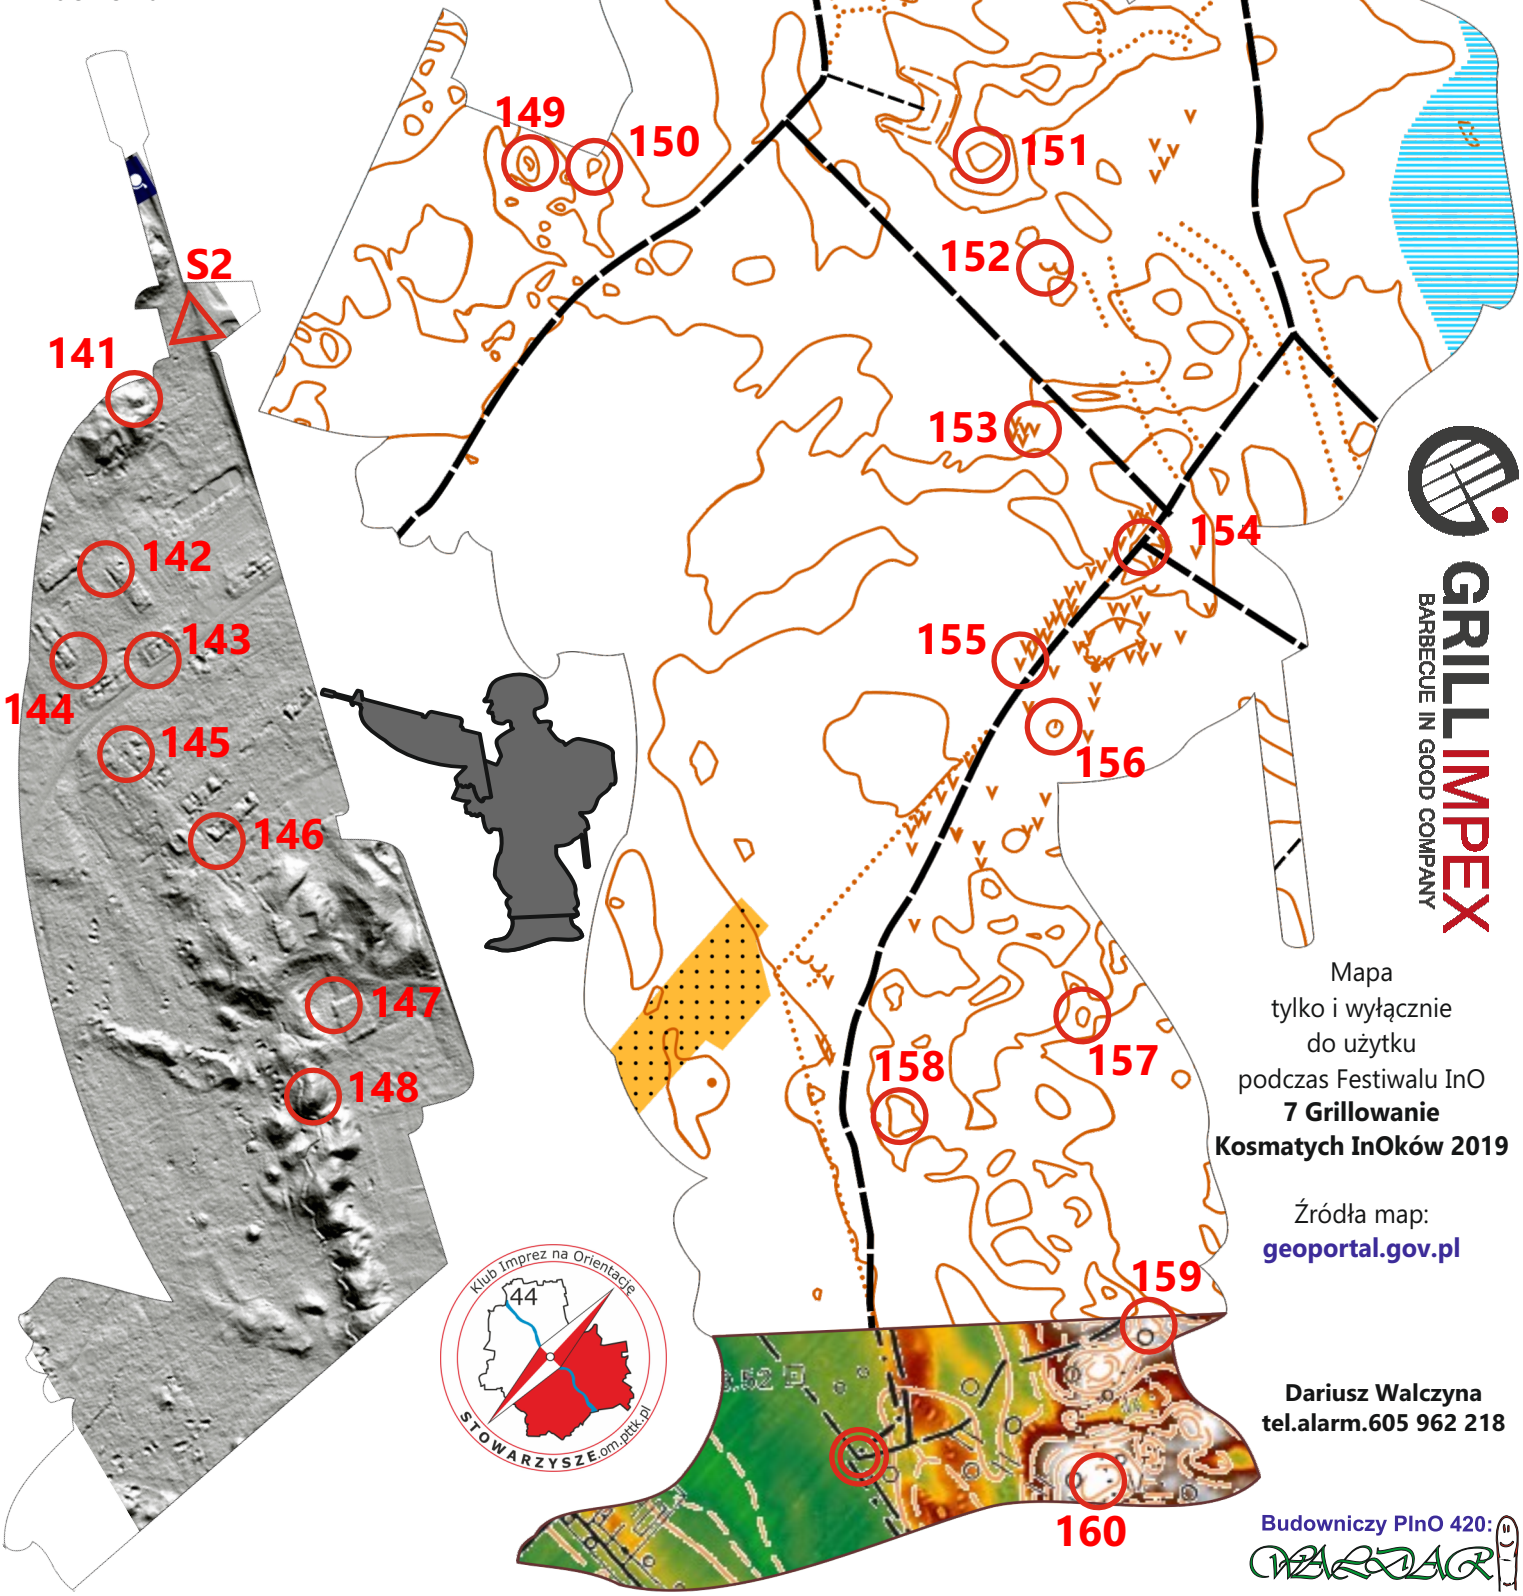 149
150
151
S2
152
141
153
142
154
143
155
144
145
156
146
147
157
158
148
159
160
GRILLIMPEX
BARBECUE IN GOOD COMPANY
Mapa
tylko i wyłącznie
do użytku
podczas Festiwalu InO
7 Grillowanie
Kosmatych InOków 2019
Źródła map:
geoportal.gov.pl
Klub Imprez na Orientację
44
STOWARZYSZE.om.pttk.pl
Dariusz Walczyna
tel.alarm.605 962 218
Budowniczy PInO 420:
WALDAR